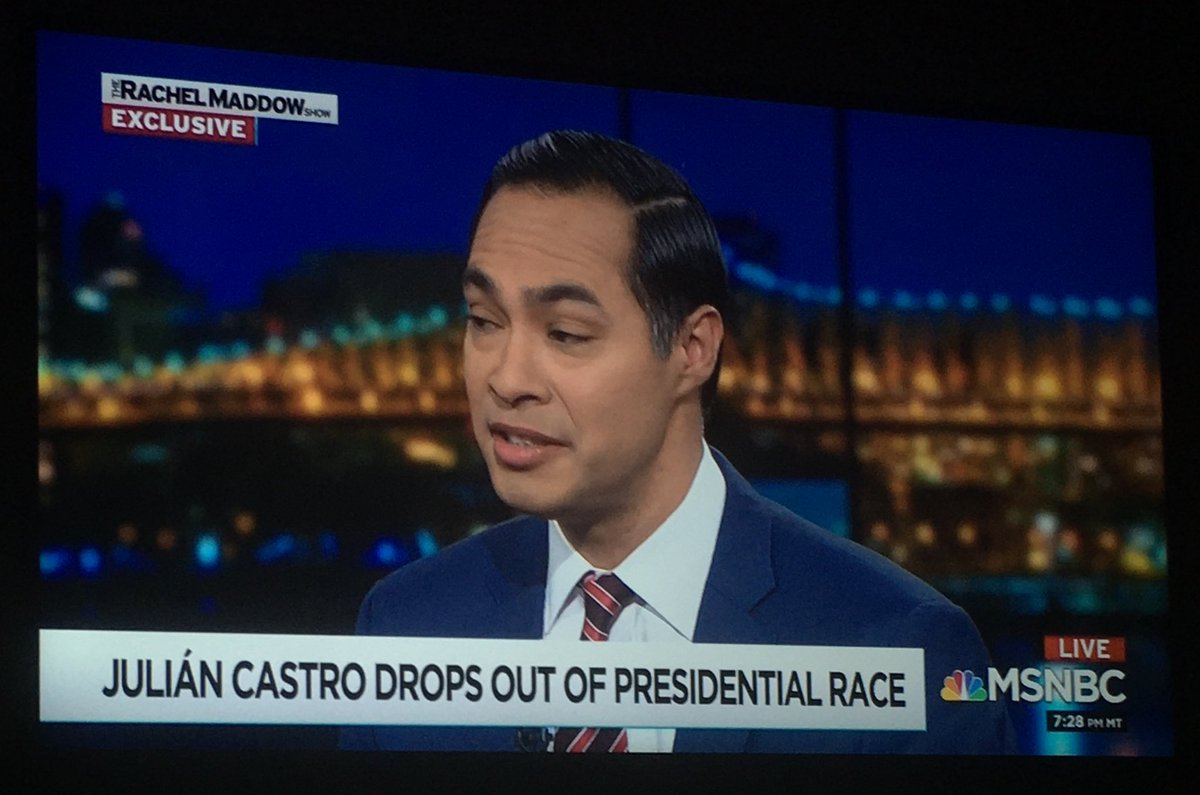 THE RACHEL MADDOW SHOW
EXCLUSIVE
JULIÁN CASTRO DROPS OUT OF PRESIDENTIAL RACE
LIVE
MSNBC
7:28 PM MT